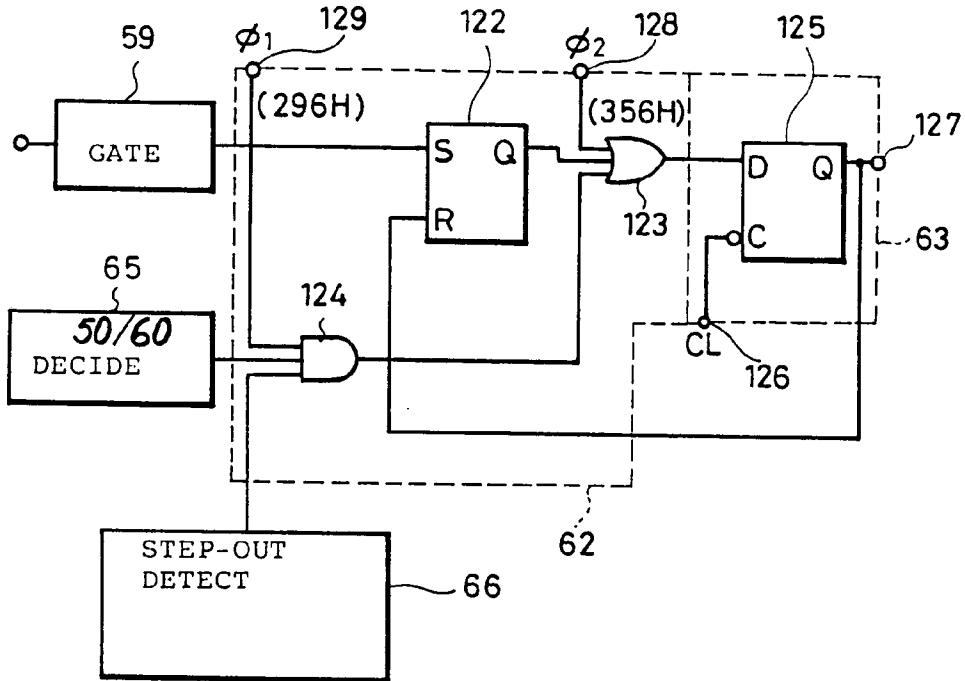 59
ϕ1
129
122
ϕ2
128
125
(296H)
(356H)
127
GATE
S
Q
D
Q
123
R
C
63
65
124
50/60
DECIDE
CL
126
62
STEP-OUT
DETECT
66